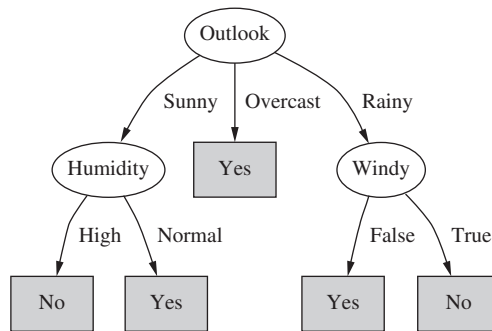 Outlook
Sunny Overcast Rainy
Humidity Yes Windy
High Normal False True
No Yes Yes No